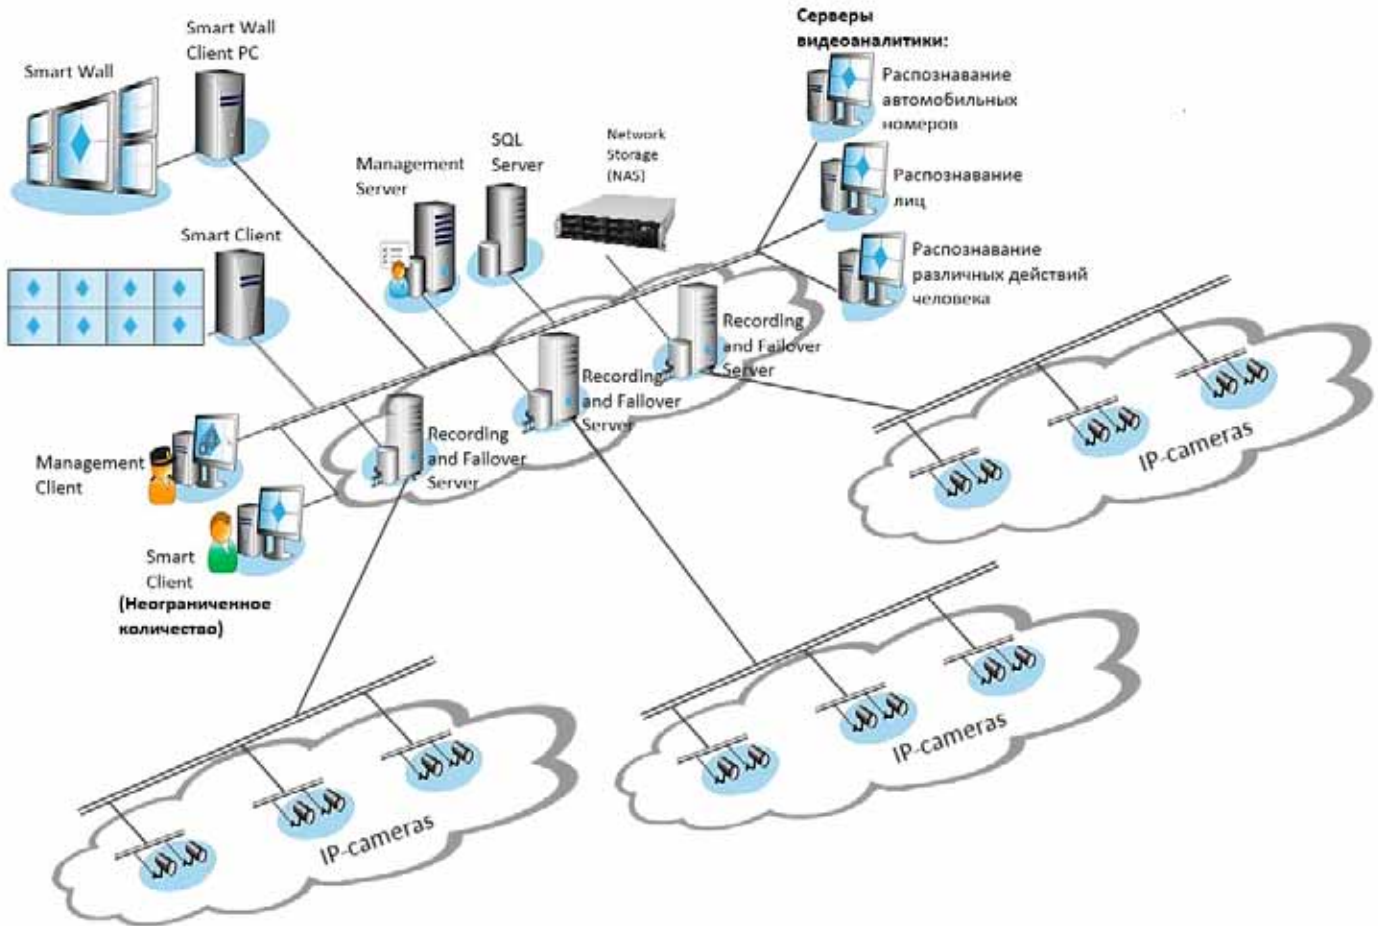 Smart Wall
Client PC
Smart Wall
Серверы
видеоаналитики:
Распознавание
автомобильных
номеров
SQL
Server
Network
Storage
(NAS)
Management
Server
Распознавание
лиц
Smart Client
Распознавание
различных действий
человека
Recording
and Failover
Server
Recording
and Failover
Server
Recording
and Failover
Server
Management
Client
Smart
Client
(Неограниченное
количество)
IP-cameras
IP-cameras
IP-cameras